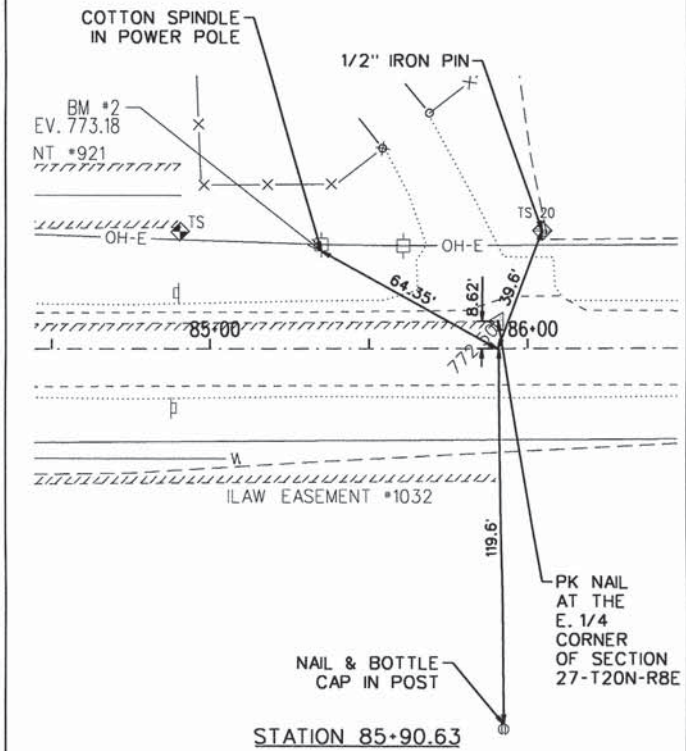 COTTON SPINDLE
IN POWER POLE
1/2" IRON PIN
BM #2
EV. 773.18
NT #921
TS
TS 20
OH-E
OH-E
64.35'
8.62'
39.6'
85+00
86+00
772.50
W
ILAW EASEMENT #1032
119.6'
PK NAIL
AT THE
E. 1/4
CORNER
OF SECTION
27-T20N-R8E
NAIL & BOTTLE
CAP IN POST
STATION 85+90.63